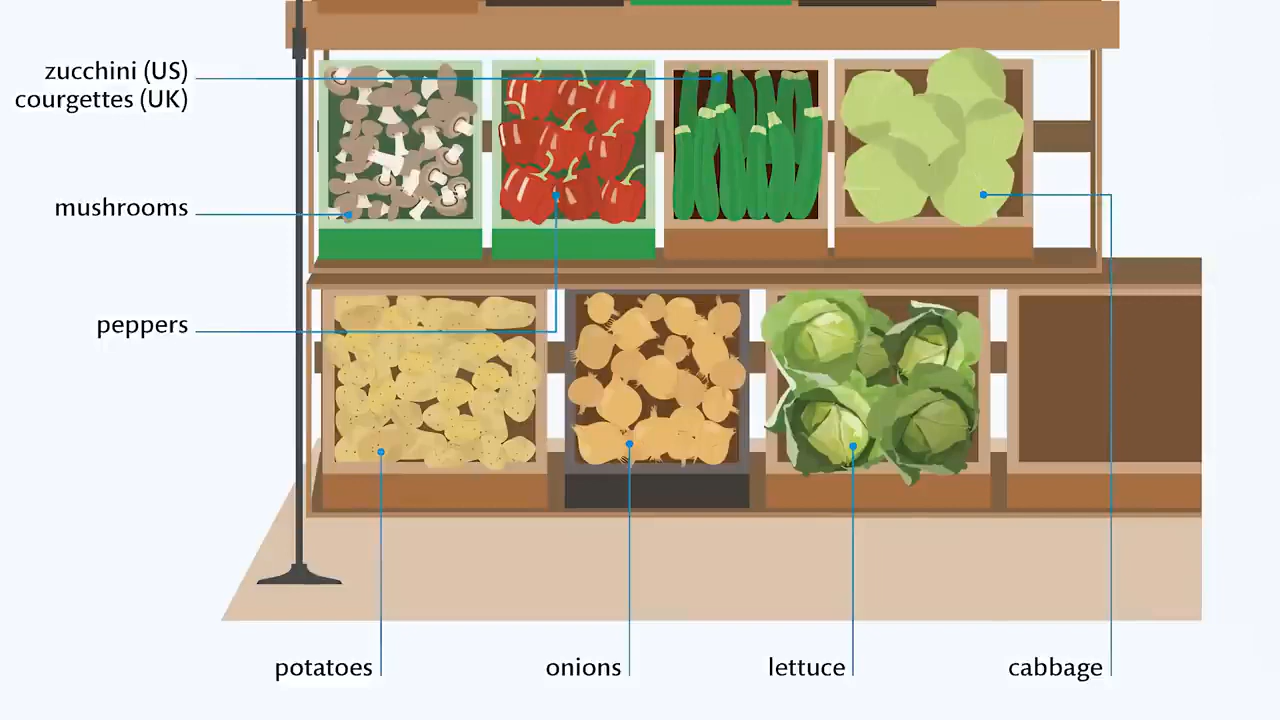 zucchini (US)
courgettes (UK)
mushrooms
peppers
potatoes
onions
lettuce
cabbage